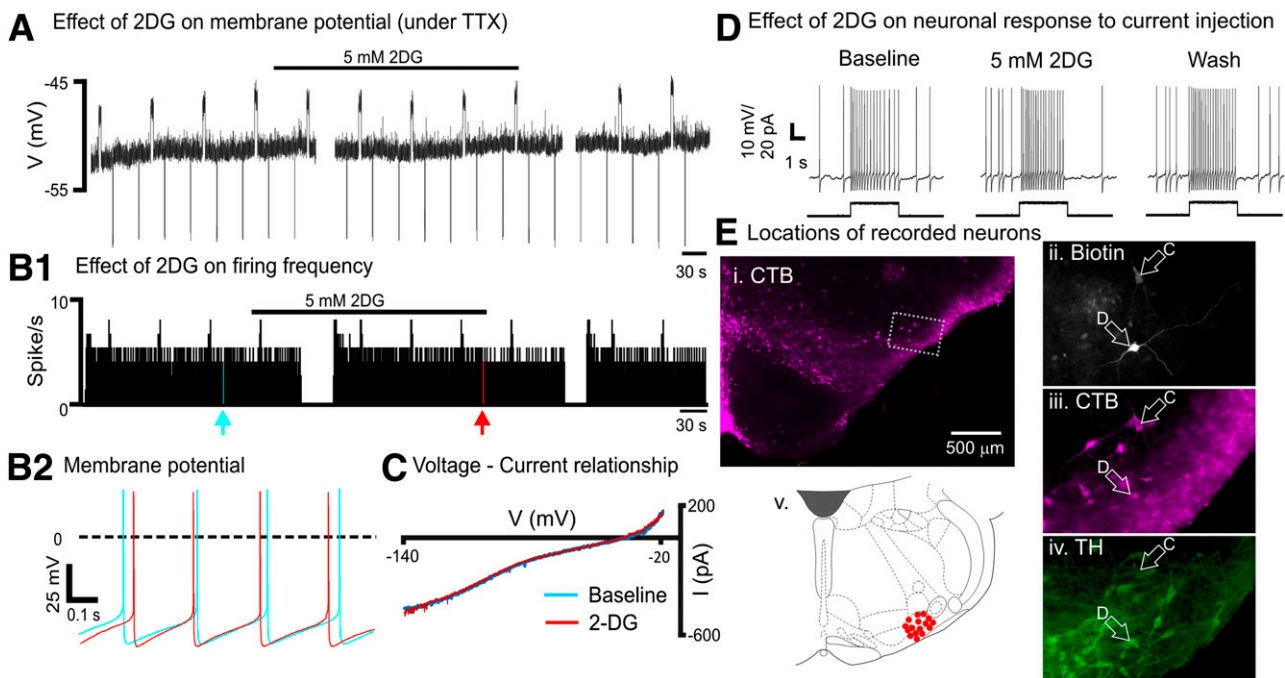 A Effect of 2DG on membrane potential (under TTX)
5 mM 2DG
-45
V (mV)
-55
30 s
B1 Effect of 2DG on firing frequency
5 mM 2DG
10
Spike/s
0
30 s
B2 Membrane potential
0
25 mV
0.1 s
C Voltage - Current relationship
V (mV)
200
-140
-20
I (pA)
-600
Baseline
2-DG
D Effect of 2DG on neuronal response to current injection
Baseline
5 mM 2DG
Wash
10 mV/
20 pA
1 s
E Locations of recorded neurons
i. CTB
500 µm
ii. Biotin
C
D
iii. CTB
C
D
iv. TH
C
D
v.